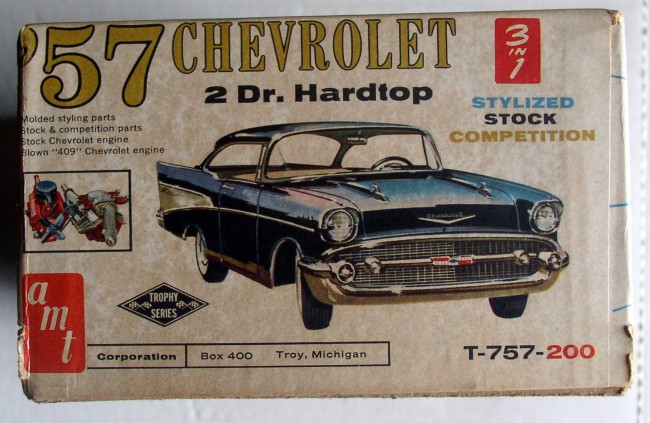 '57 CHEVROLET
2 Dr. Hardtop
3 IN 1
STYLIZED
STOCK
COMPETITION
Molded styling parts
Stock & competition parts
Stock Chevrolet engine
Blown "409" Chevrolet engine
CHEVROLET
TROPHY
SERIES
amt
Corporation
Box 400
Troy, Michigan
T-757-200